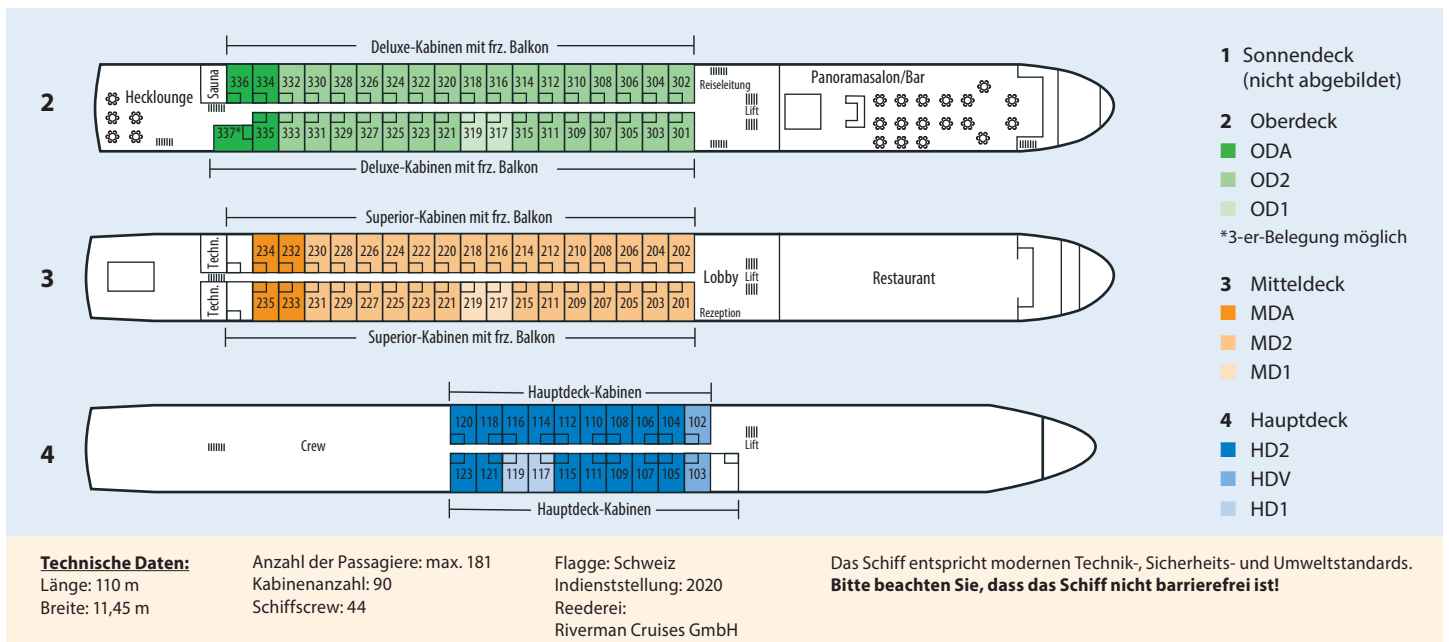 Deluxe-Kabinen mit frz. Balkon
2
Hecklounge
Sauna
336 334 332 330 328 326 324 322 320 318 316 314 312 310 308 306 304 302
Reiseleitung
Lift
Panoramasalon/Bar
337* 335 333 331 329 327 325 323 321 319 317 315 311 309 307 305 303 301
Deluxe-Kabinen mit frz. Balkon
Superior-Kabinen mit frz. Balkon
3
Techn.
234 232 230 228 226 224 222 220 218 216 214 212 210 208 206 204 202
Lobby
Lift
Restaurant
Techn.
235 233 231 229 227 225 223 221 219 217 215 211 209 207 205 203 201
Rezeption
Superior-Kabinen mit frz. Balkon
Hauptdeck-Kabinen
4
Crew
120 118 116 114 112 110 108 106 104 102
Lift
123 121 119 117 115 111 109 107 105 103
Hauptdeck-Kabinen
1 Sonnendeck
(nicht abgebildet)
2 Oberdeck
ODA
OD2
OD1
*3-er-Belegung möglich
3 Mitteldeck
MDA
MD2
MD1
4 Hauptdeck
HD2
HDV
HD1
Technische Daten:
Länge: 110 m
Breite: 11,45 m
Anzahl der Passagiere: max. 181
Kabinenanzahl: 90
Schiffscrew: 44
Flagge: Schweiz
Indienststellung: 2020
Reederei:
Riverman Cruises GmbH
Das Schiff entspricht modernen Technik-, Sicherheits- und Umweltstandards.
Bitte beachten Sie, dass das Schiff nicht barrierefrei ist!